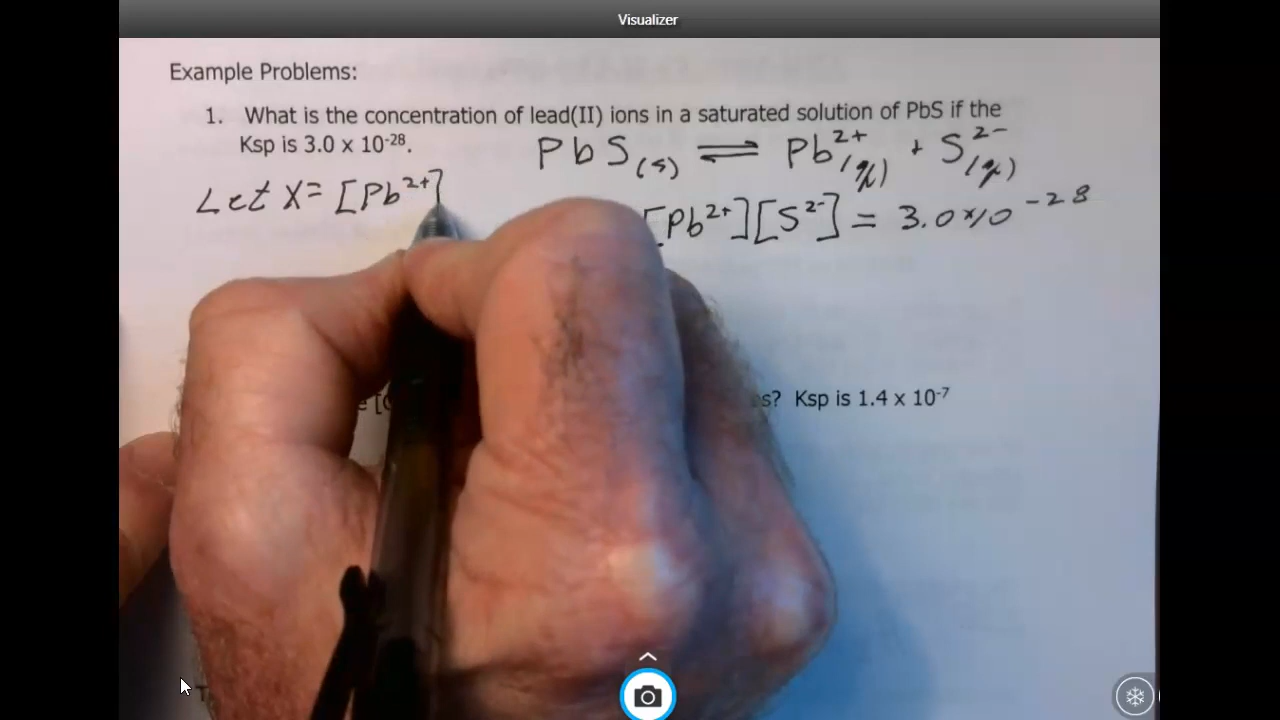 Visualizer
Example Problems:
1. What is the concentration of lead(II) ions in a saturated solution of PbS if the
Ksp is 3.0 x 10⁻²⁸.
PbS(s) ⇌ Pb²⁺(aq) + S²⁻(aq)
Let X = [Pb²⁺]
[Pb²⁺][S²⁻] = 3.0x10⁻²⁸
s? Ksp is 1.4 x 10⁻⁷